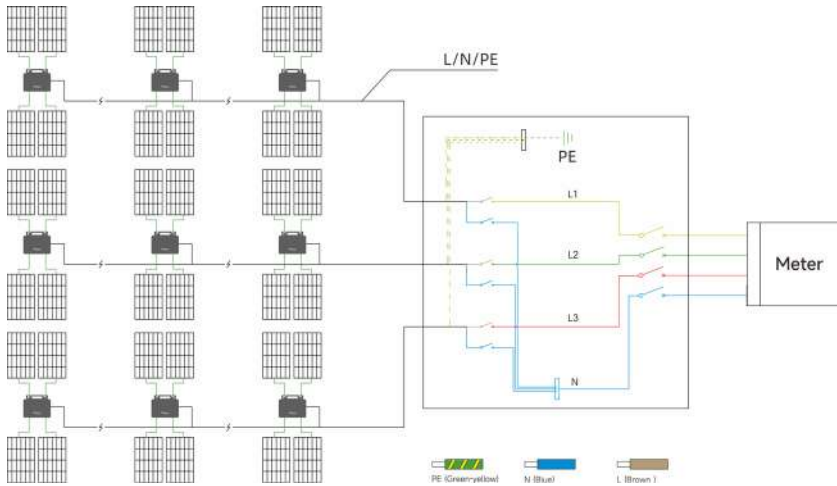 L/N/PE
PE
L1
L2
L3
N
Meter
PE (Green-yellow) N (Blue) L (Brown )